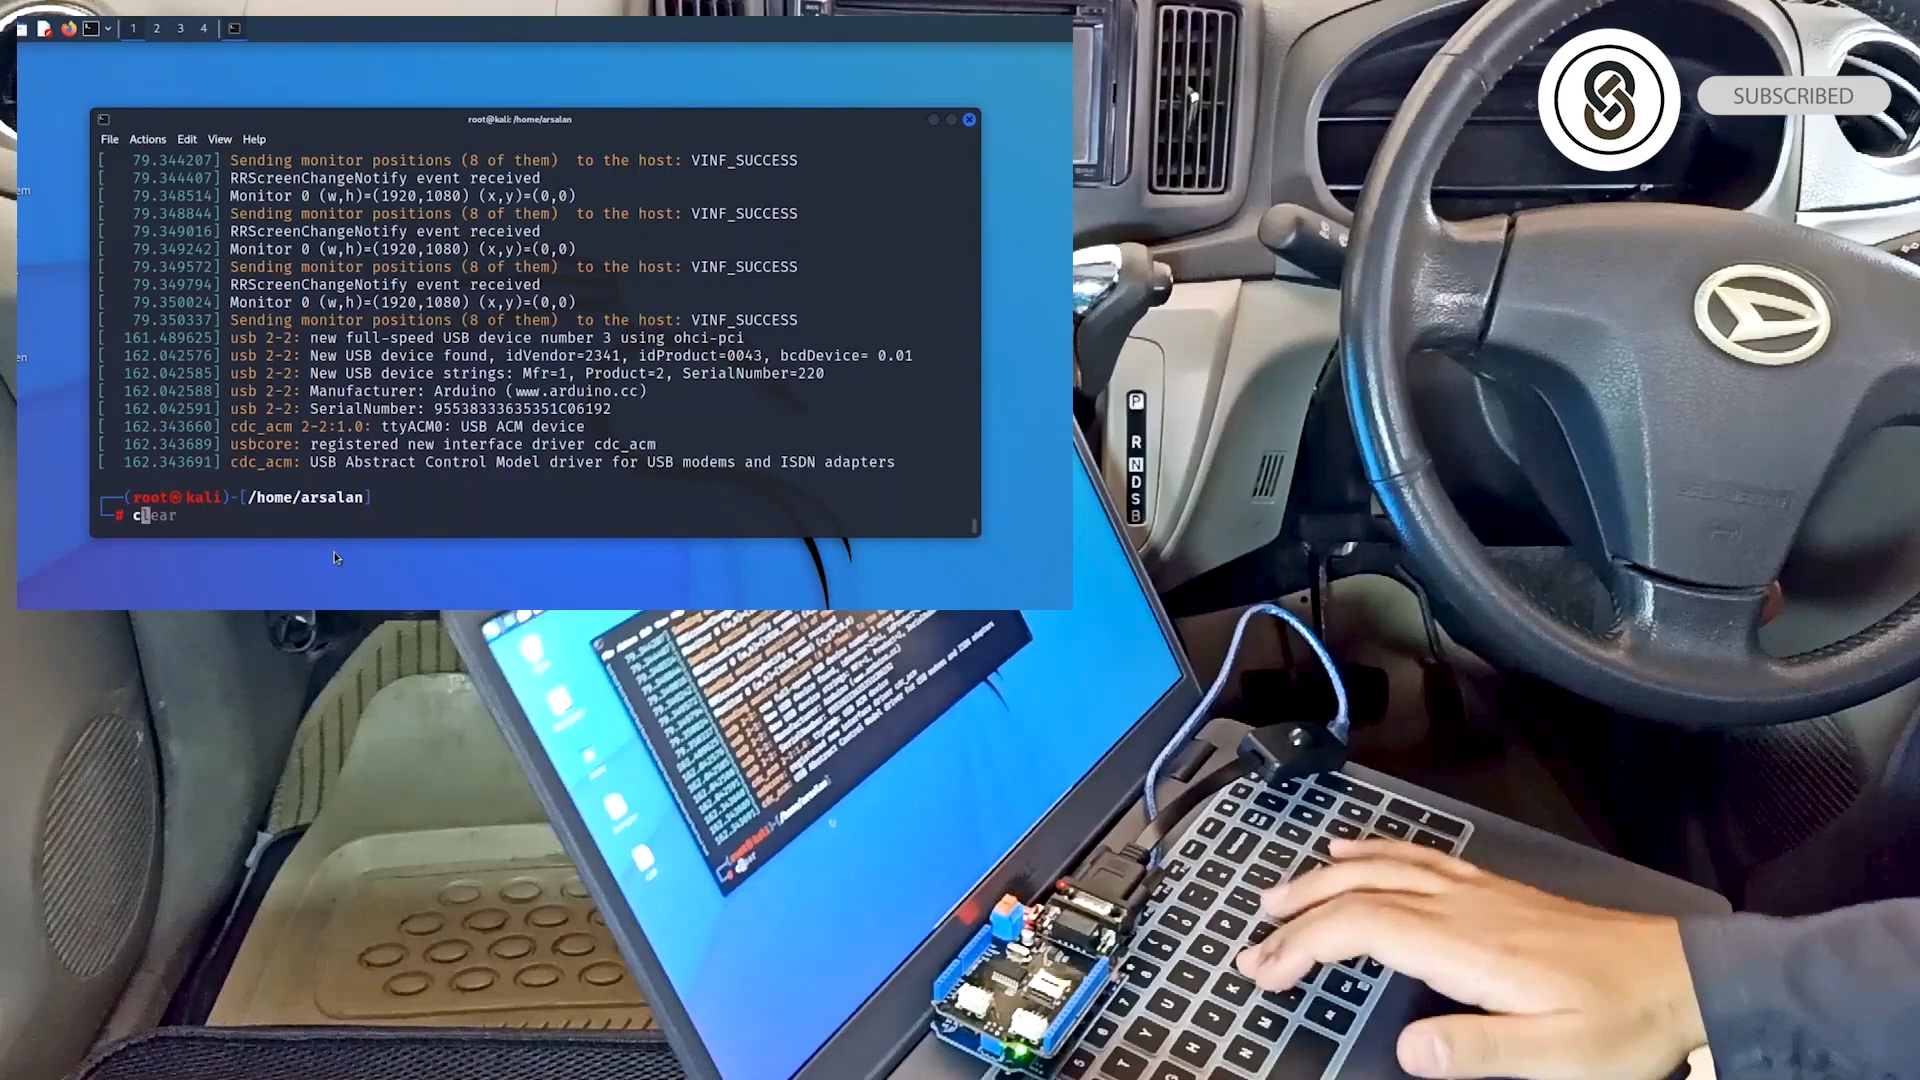 1 2 3 4
root@kali: /home/arsalan
File Actions Edit View Help
[ 79.344207] Sending monitor positions (8 of them) to the host: VINF_SUCCESS
[ 79.344407] RRScreenChangeNotify event received
[ 79.348514] Monitor 0 (w,h)=(1920,1080) (x,y)=(0,0)
[ 79.348844] Sending monitor positions (8 of them) to the host: VINF_SUCCESS
[ 79.349016] RRScreenChangeNotify event received
[ 79.349242] Monitor 0 (w,h)=(1920,1080) (x,y)=(0,0)
[ 79.349572] Sending monitor positions (8 of them) to the host: VINF_SUCCESS
[ 79.349794] RRScreenChangeNotify event received
[ 79.350024] Monitor 0 (w,h)=(1920,1080) (x,y)=(0,0)
[ 79.350337] Sending monitor positions (8 of them) to the host: VINF_SUCCESS
[ 161.489625] usb 2-2: new full-speed USB device number 3 using ohci-pci
[ 162.042576] usb 2-2: New USB device found, idVendor=2341, idProduct=0043, bcdDevice= 0.01
[ 162.042585] usb 2-2: New USB device strings: Mfr=1, Product=2, SerialNumber=220
[ 162.042588] usb 2-2: Manufacturer: Arduino (www.arduino.cc)
[ 162.042591] usb 2-2: SerialNumber: 95538333635351C06192
[ 162.343660] cdc_acm 2-2:1.0: ttyACM0: USB ACM device
[ 162.343689] usbcore: registered new interface driver cdc_acm
[ 162.343691] cdc_acm: USB Abstract Control Model driver for USB modems and ISDN adapters
(root㉿kali)-[/home/arsalan]
# clear
SUBSCRIBED
P
R
N
D
S
B